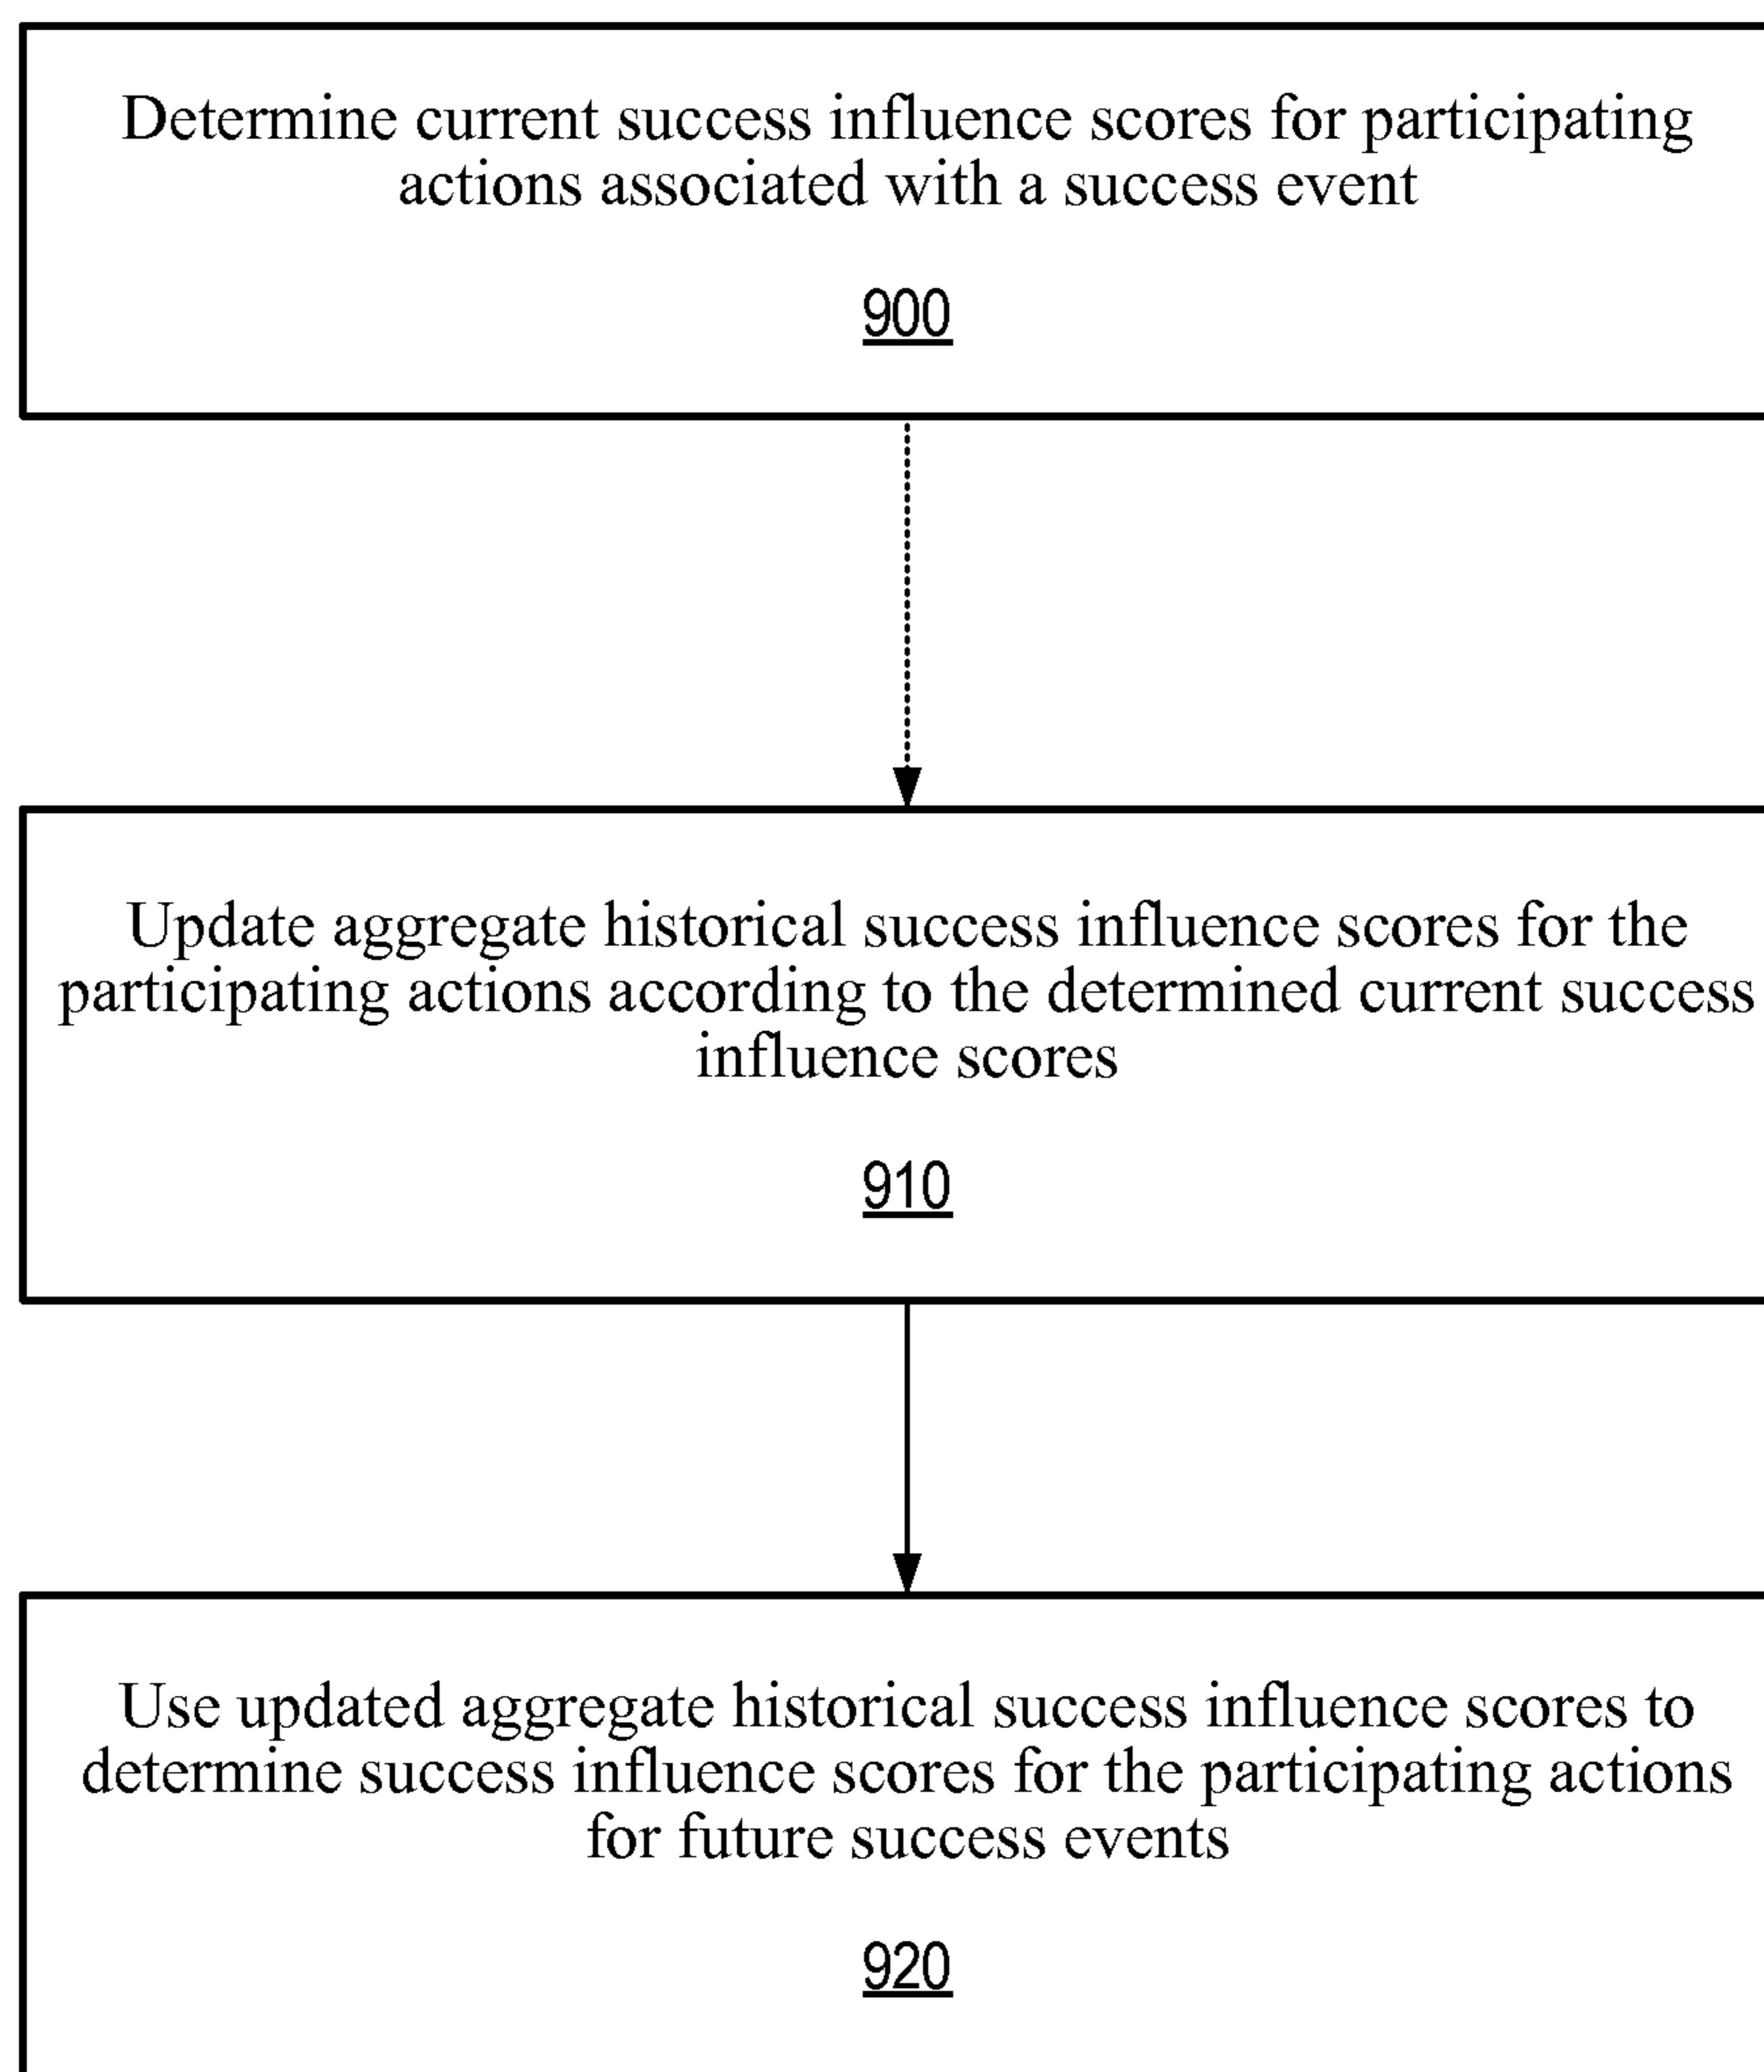 Determine current success influence scores for participating
actions associated with a success event
900
Update aggregate historical success influence scores for the
participating actions according to the determined current success
influence scores
910
Use updated aggregate historical success influence scores to
determine success influence scores for the participating actions
for future success events
920